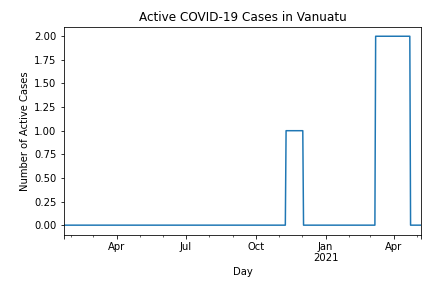 Active COVID-19 Cases in Vanuatu
Number of Active Cases
2.00
1.75
1.50
1.25
1.00
0.75
0.50
0.25
0.00
Apr Jul Oct Jan Apr
2021
Day